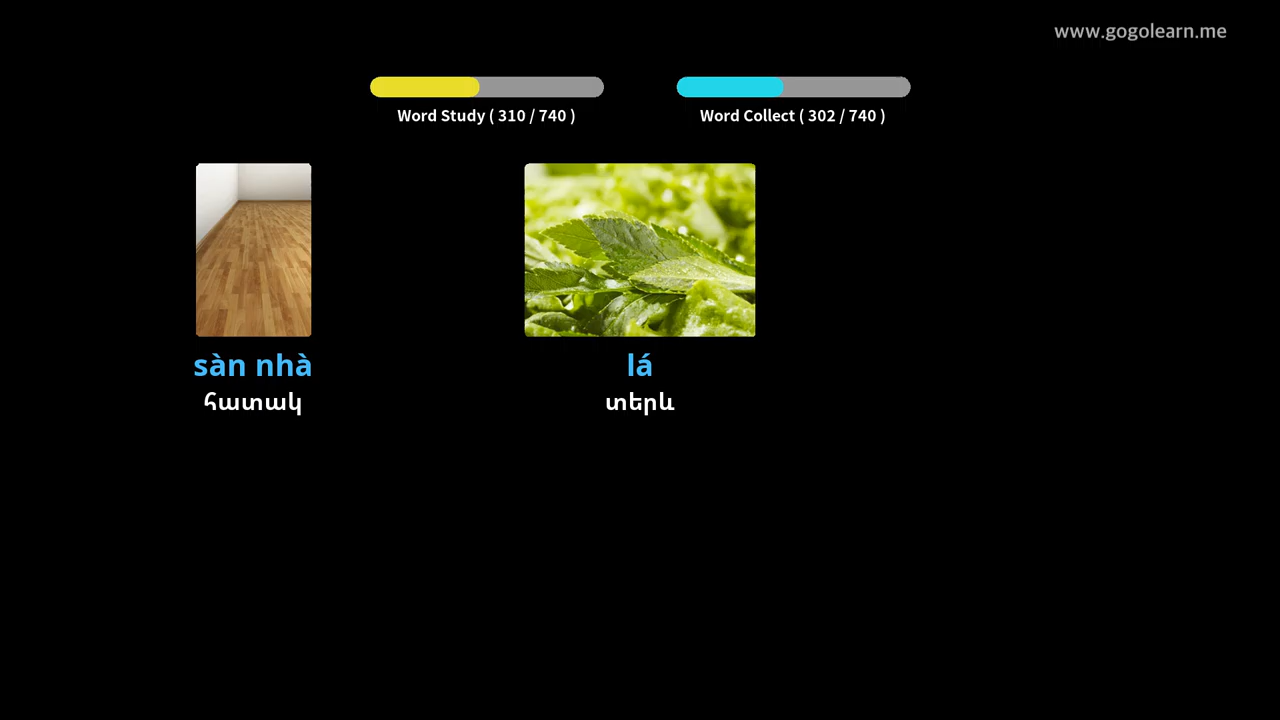 www.gogolearn.me
Word Study ( 310 / 740 )
Word Collect ( 302 / 740 )
sàn nhà
հատակ
lá
տերև